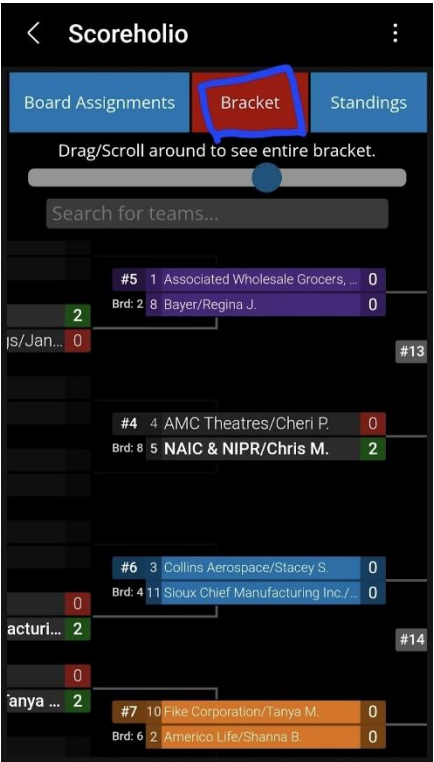 Scoreholio
Board Assignments
Bracket
Standings
Drag/Scroll around to see entire bracket.
Search for teams...
#5 1 Associated Wholesale Grocers, ... 0
Brd: 2 8 Bayer/Regina J. 0
2
gs/Jan... 0
#13
#4 4 AMC Theatres/Cheri P. 0
Brd: 8 5 NAIC & NIPR/Chris M. 2
#6 3 Collins Aerospace/Stacey S. 0
Brd: 4 11 Sioux Chief Manufacturing Inc./... 0
0
acturi... 2
#14
0
Tanya ... 2
#7 10 Fike Corporation/Tanya M. 0
Brd: 6 2 Americo Life/Shanna B. 0